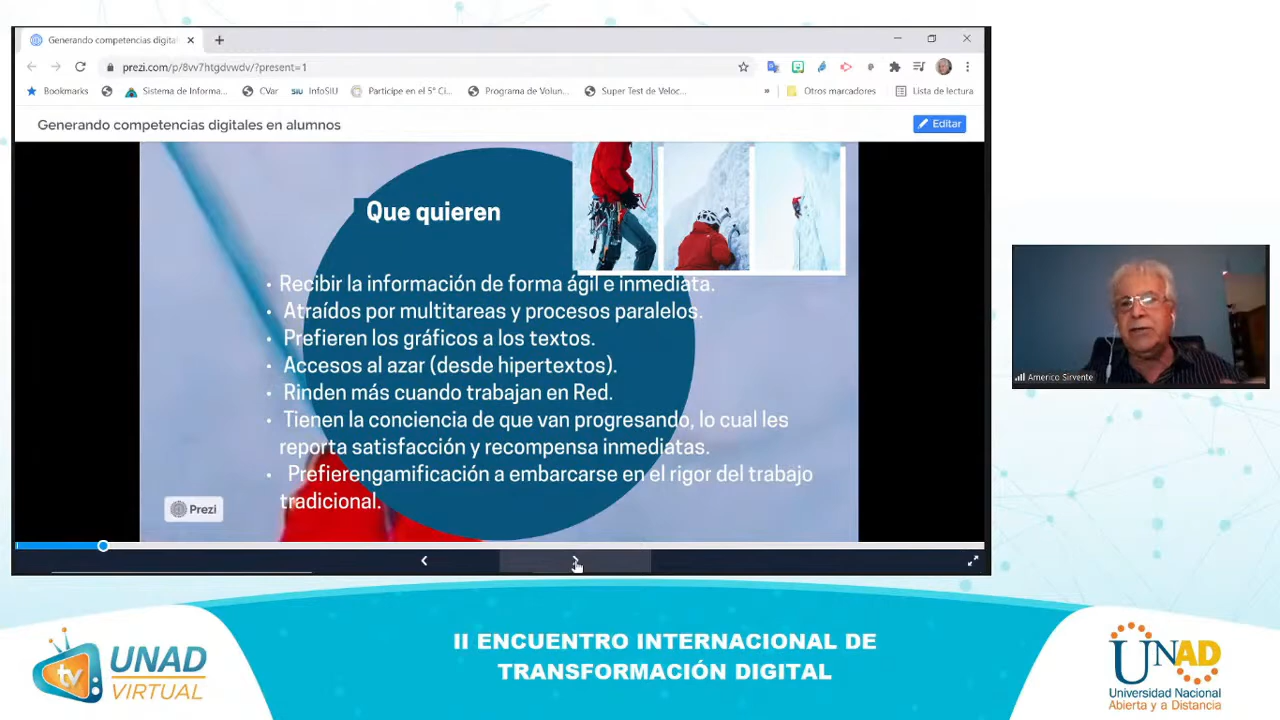 Generando competencias digita
prezi.com/p/8vv7htgdvwdv/?present=1
Bookmarks
Sistema de Informa...
CVar
SIU InfoSIU
Participe en el 5° Ci...
Programa de Volun...
Super Test de Veloc...
»
Otros marcadores
Lista de lectura
Generando competencias digitales en alumnos
Editar
Que quieren
• Recibir la información de forma ágil e inmediata.
• Atraídos por multitareas y procesos paralelos.
• Prefieren los gráficos a los textos.
• Accesos al azar (desde hipertextos).
• Rinden más cuando trabajan en Red.
• Tienen la conciencia de que van progresando, lo cual les
reporta satisfacción y recompensa inmediatas.
• Prefierengamificación a embarcarse en el rigor del trabajo
tradicional.
Prezi
Americo Sirvente
tv
UNAD
VIRTUAL
II ENCUENTRO INTERNACIONAL DE
TRANSFORMACIÓN DIGITAL
UNAD
Universidad Nacional
Abierta y a Distancia